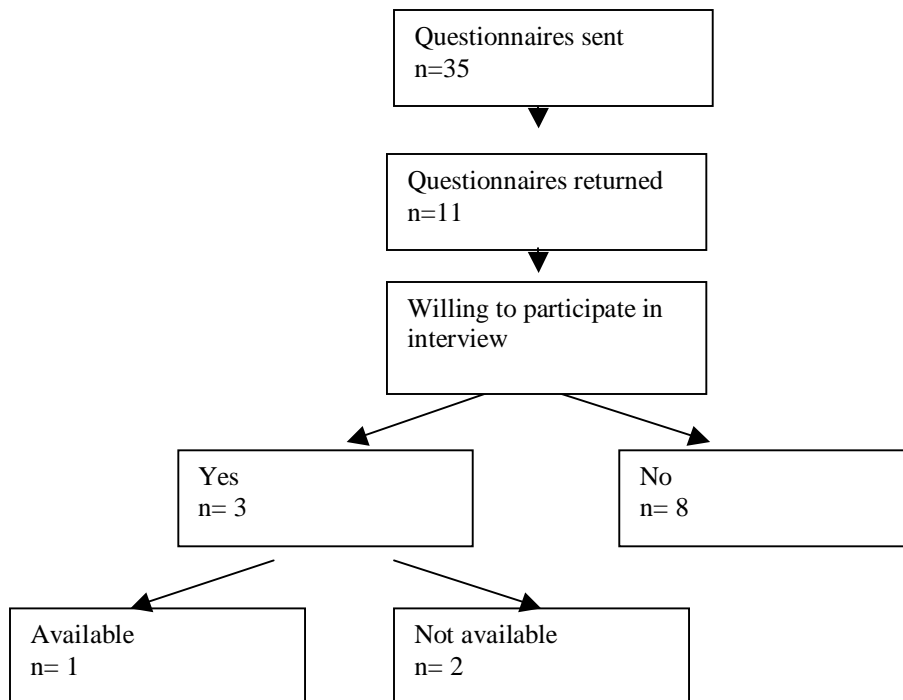 Questionnaires sent
n=35
Questionnaires returned
n=11
Willing to participate in
interview
Yes
n= 3
No
n= 8
Available
n= 1
Not available
n= 2